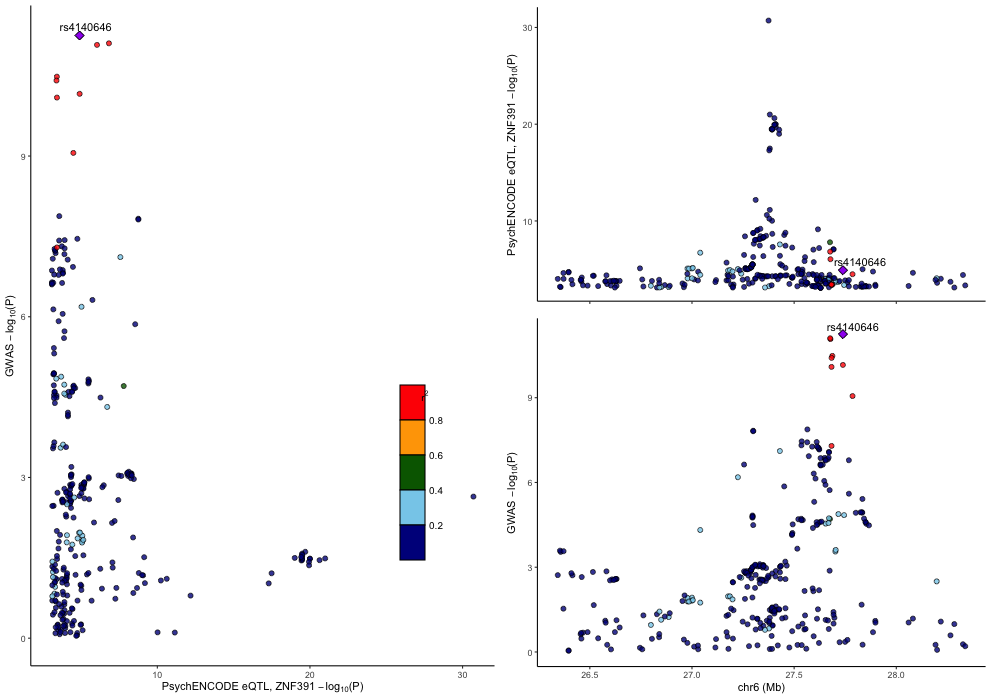 rs4140646
9
6
3
0
GWAS −log10(P)
10
20
30
PsychENCODE eQTL, ZNF391 −log10(P)
r2
0.8
0.6
0.4
0.2
30
20
10
PsychENCODE eQTL, ZNF391 −log10(P)
rs4140646
rs4140646
9
6
3
0
GWAS −log10(P)
26.5
27.0
27.5
28.0
chr6 (Mb)